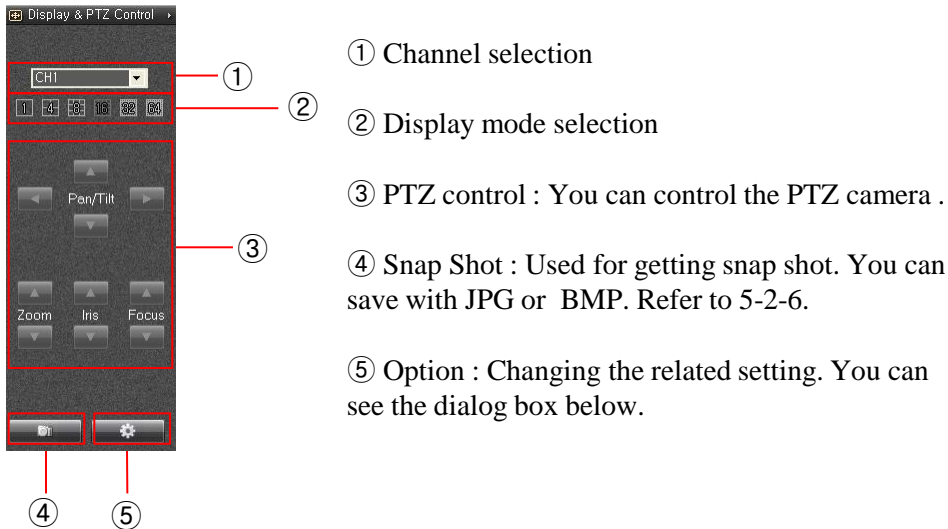 Display & PTZ Control
CH1
1 4 8 16 32 64
Pan/Tilt
Zoom Iris Focus
①
②
③
④
⑤
① Channel selection
② Display mode selection
③ PTZ control : You can control the PTZ camera .
④ Snap Shot : Used for getting snap shot. You can
save with JPG or BMP. Refer to 5-2-6.
⑤ Option : Changing the related setting. You can
see the dialog box below.